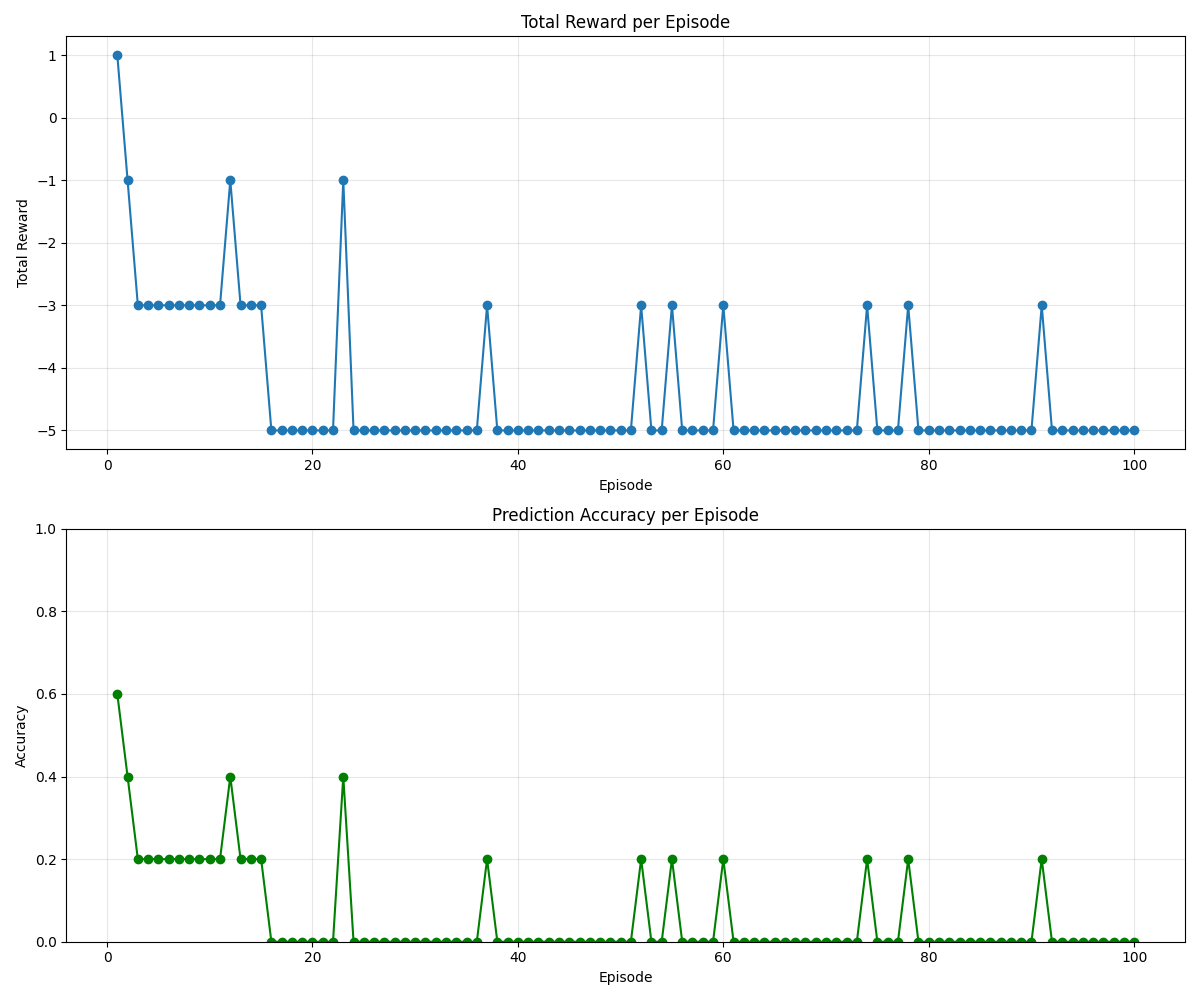 Total Reward per Episode
Total Reward
1
0
−1
−2
−3
−4
−5
0 20 40 60 80 100
Episode
Prediction Accuracy per Episode
Accuracy
1.0
0.8
0.6
0.4
0.2
0.0
0 20 40 60 80 100
Episode